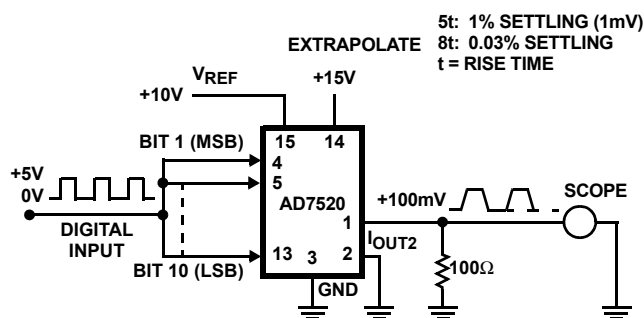 5t: 1% SETTLING (1mV)
EXTRAPOLATE 8t: 0.03% SETTLING
t = RISE TIME
VREF
+10V
+15V
BIT 1 (MSB)
15
14
4
5
+5V
0V
AD7520
+100mV
SCOPE
DIGITAL
INPUT
1
IOUT2
13
3
2
100Ω
BIT 10 (LSB)
GND